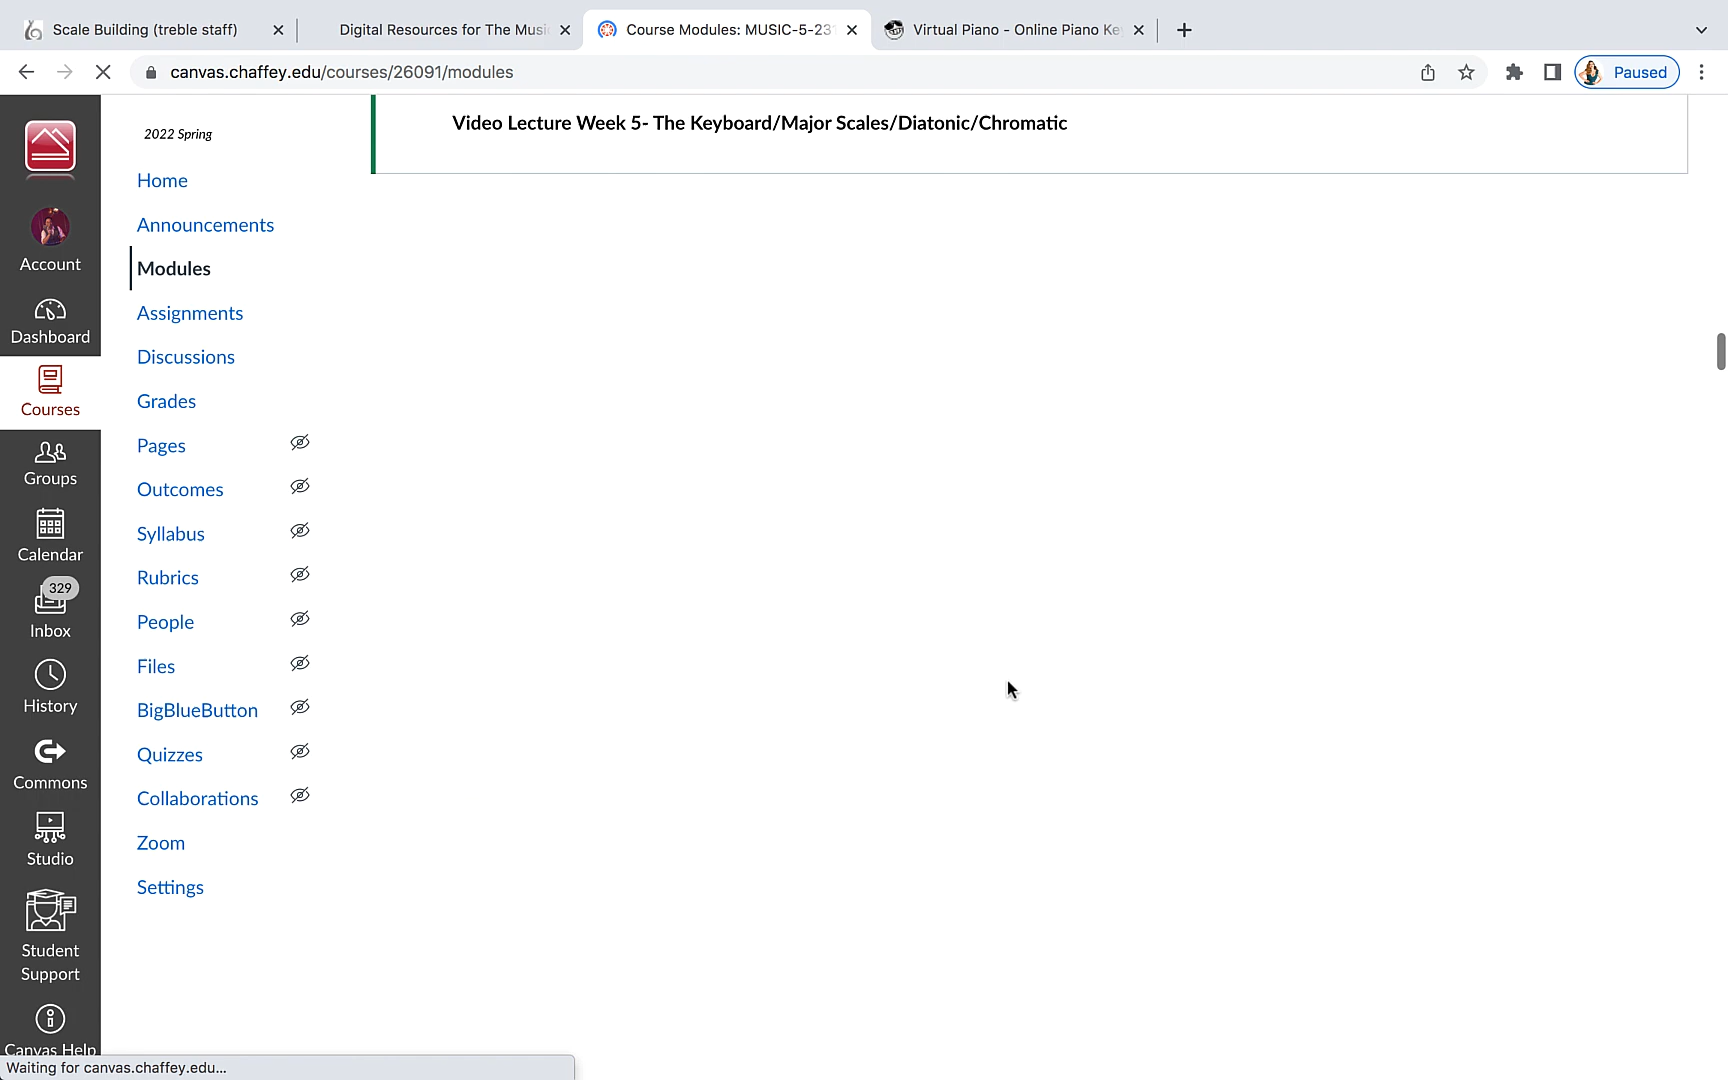 Scale Building (treble staff)
Digital Resources for The Musi
Course Modules: MUSIC-5-231
Virtual Piano - Online Piano Ke
canvas.chaffey.edu/courses/26091/modules
Paused
2022 Spring
Video Lecture Week 5- The Keyboard/Major Scales/Diatonic/Chromatic
Home
Announcements
Modules
Assignments
Discussions
Grades
Pages
Outcomes
Syllabus
Rubrics
People
Files
BigBlueButton
Quizzes
Collaborations
Zoom
Settings
Account
Dashboard
Courses
Groups
Calendar
329
Inbox
History
Commons
Studio
Student
Support
Canvas Help
Waiting for canvas.chaffey.edu...